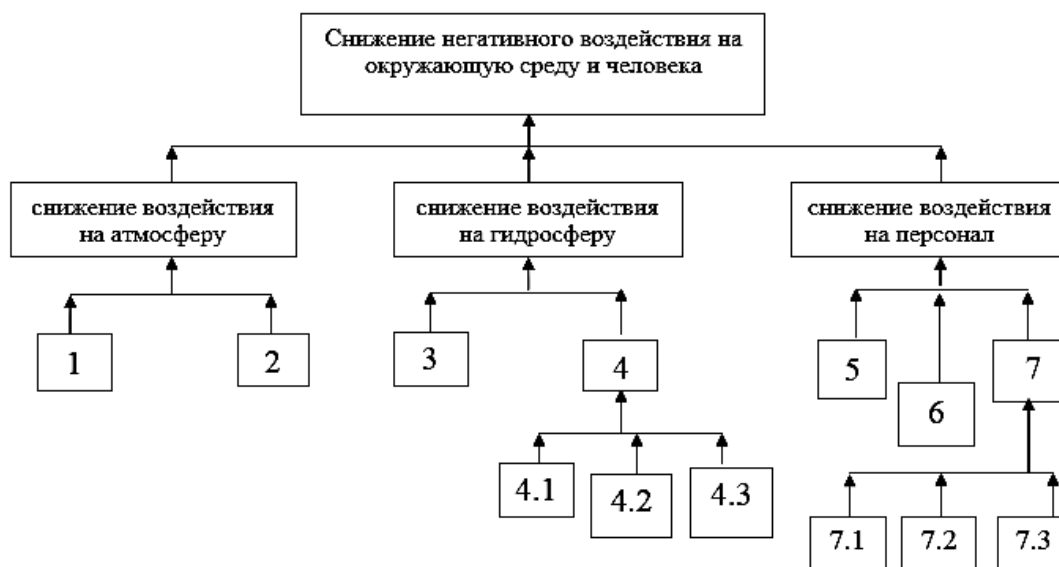 Снижение негативного воздействия на
окружающую среду и человека
снижение воздействия
на атмосферу
снижение воздействия
на гидросферу
снижение воздействия
на персонал
1
2
3
4
5
6
7
4.1
4.2
4.3
7.1
7.2
7.3